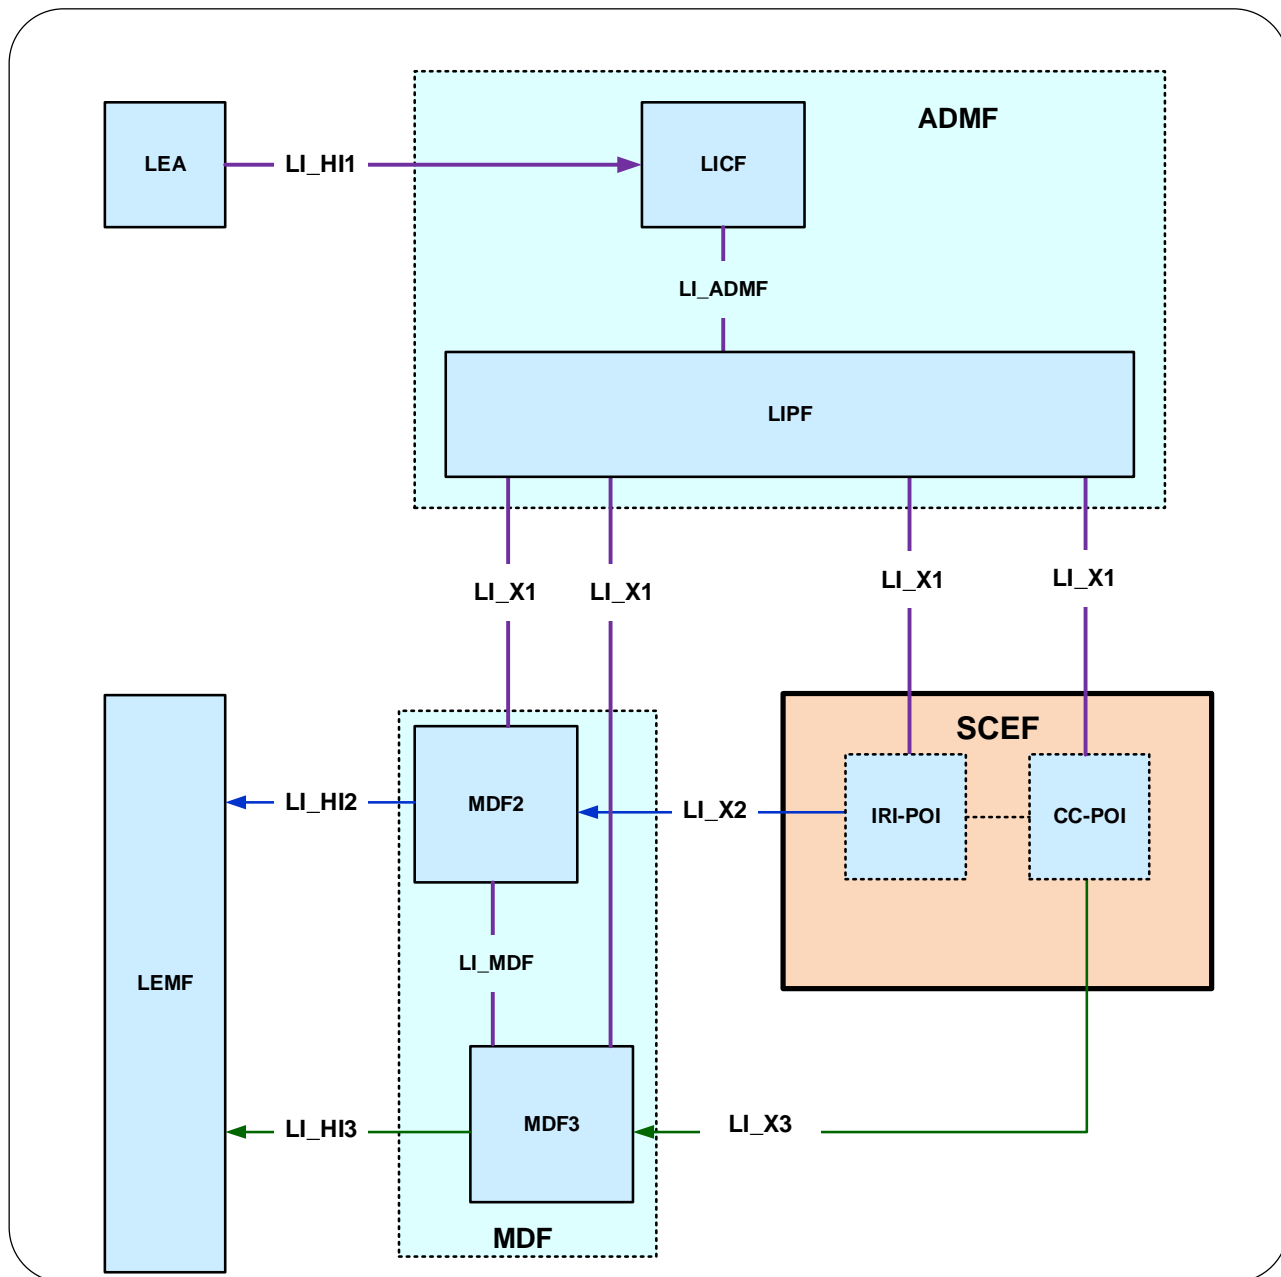 ADMF
LEA
LI_HI1
LICF
LI_ADMF
LIPF
LI_X1
LI_X1
LI_X1
LI_X1
SCEF
LI_HI2
MDF2
LI_X2
IRI-POI
CC-POI
LI_MDF
LEMF
LI_HI3
MDF3
LI_X3
MDF